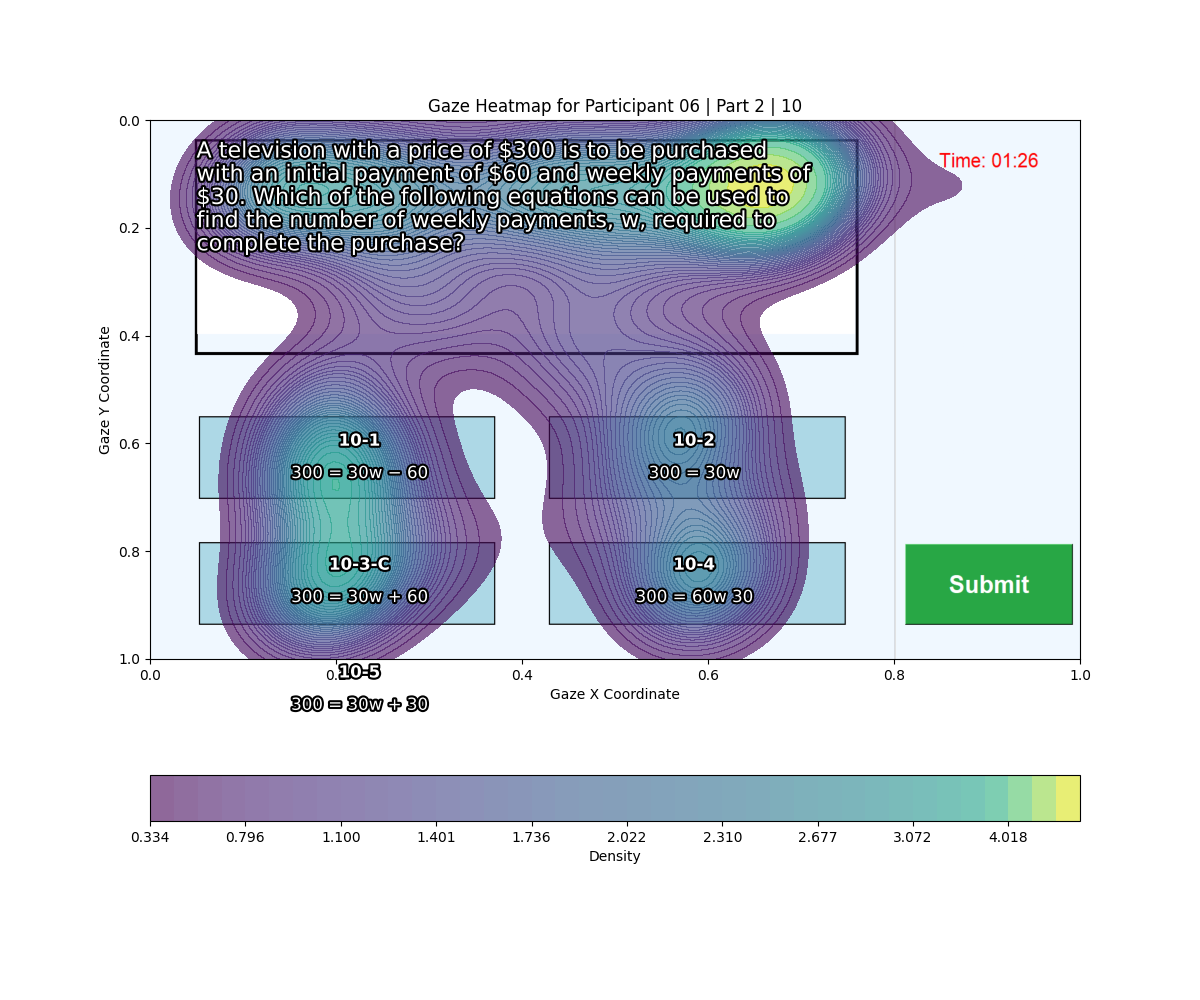 Gaze Heatmap for Participant 06 | Part 2 | 10
A television with a price of $300 is to be purchased
with an initial payment of $60 and weekly payments of
$30. Which of the following equations can be used to
find the number of weekly payments, w, required to
complete the purchase?
Time: 01:26
0.0
0.2
0.4
0.6
0.8
1.0
Gaze Y Coordinate
10-1
300 = 30w − 60
10-2
300 = 30w
10-3-C
300 = 30w + 60
10-4
300 = 60w 30
Submit
0.0 0.2 0.4 0.6 0.8 1.0
Gaze X Coordinate
10-5
300 = 30w + 30
0.334 0.796 1.100 1.401 1.736 2.022 2.310 2.677 3.072 4.018
Density